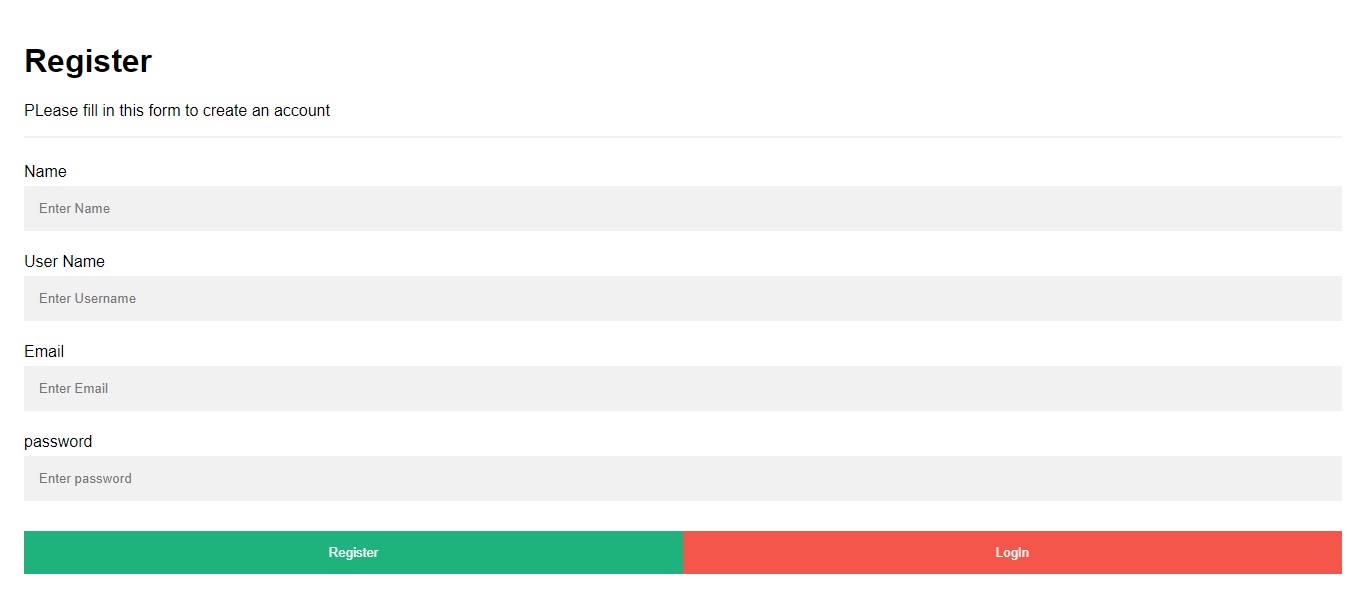 Register
PLease fill in this form to create an account
Name
Enter Name
User Name
Enter Username
Email
Enter Email
password
Enter password
Register LogIn